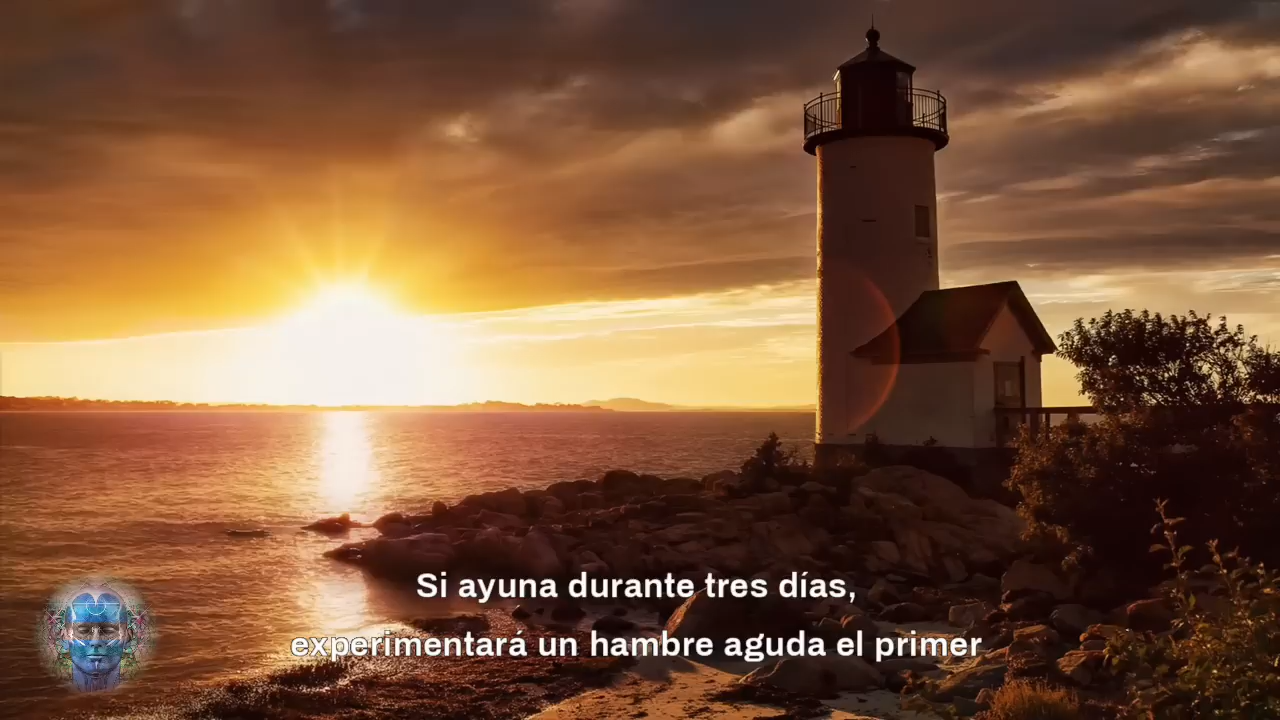 Si ayuna durante tres días,
experimentará un hambre aguda el primer